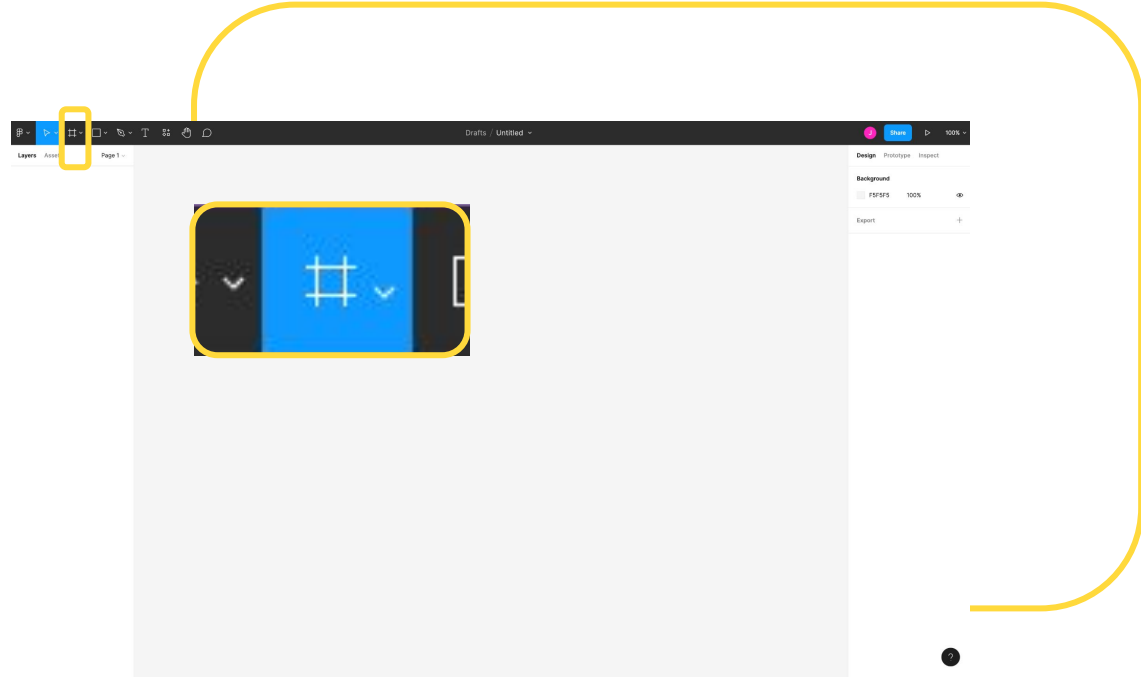 Drafts / Untitled
J
Share
100%
Layers
Page 1
Design Prototype Inspect
Background
F5F5F5 100%
Export
?